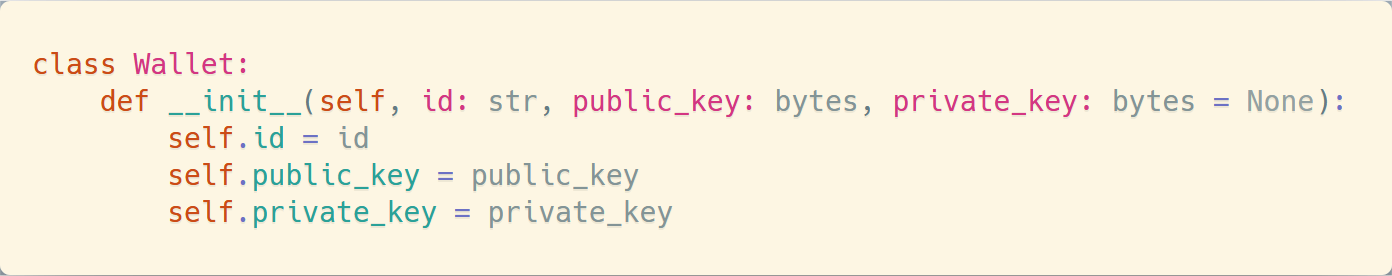 class Wallet:
    def __init__(self, id: str, public_key: bytes, private_key: bytes = None):
        self.id = id
        self.public_key = public_key
        self.private_key = private_key